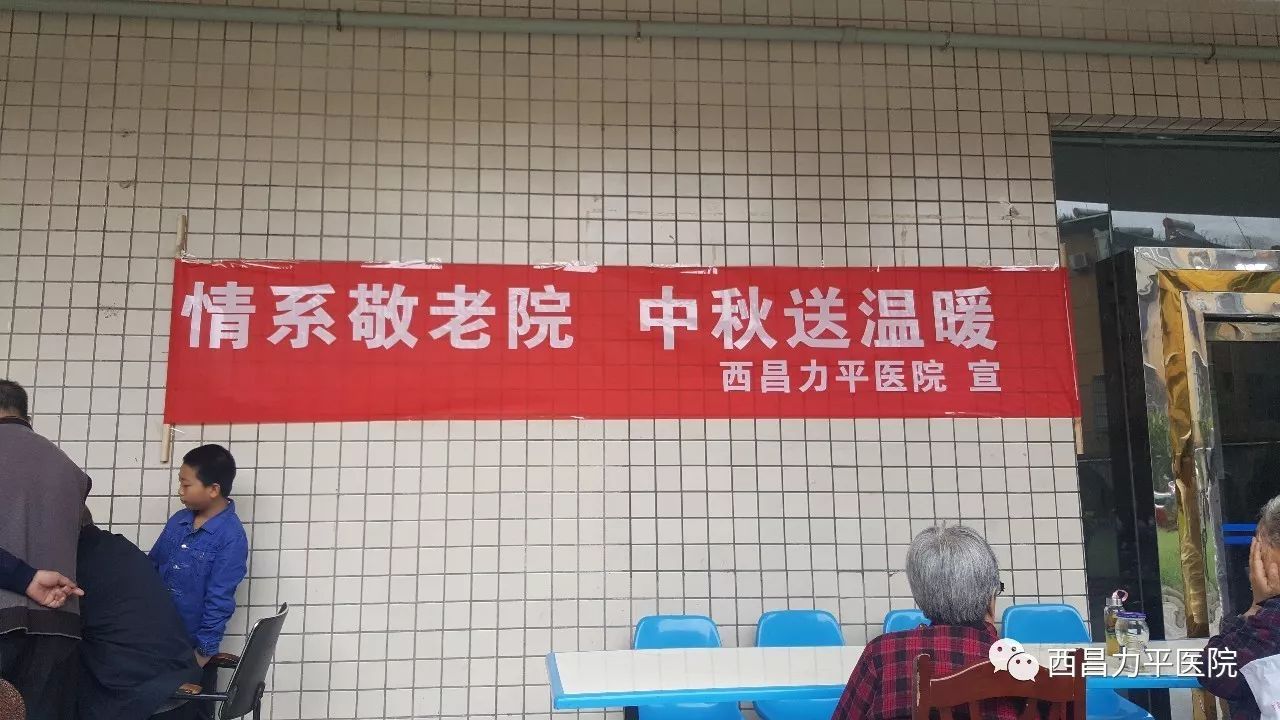 情系敬老院 中秋送温暖
西昌力平医院 宣
西昌力平医院